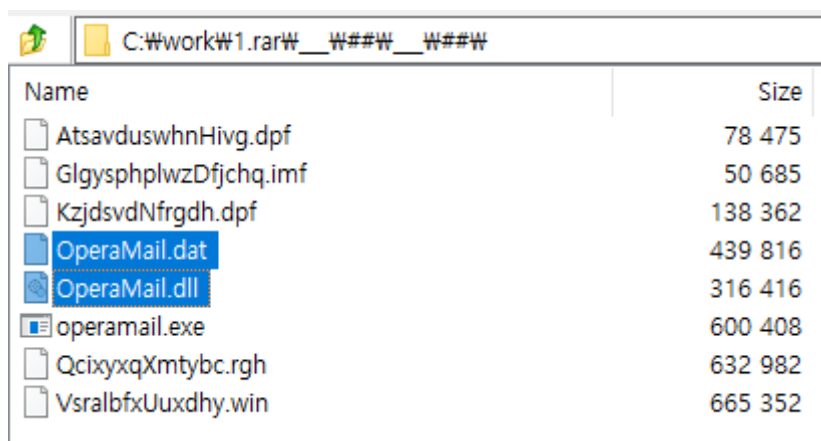 C:₩work₩1.rar₩__₩##₩__₩##₩
Name Size
AtsavduswhnHivg.dpf 78 475
GlgysphplwzDfjchq.imf 50 685
KzjdsvdNfrgdh.dpf 138 362
OperaMail.dat 439 816
OperaMail.dll 316 416
operamail.exe 600 408
QcixyxqXmtybc.rgh 632 982
VsralbfxUuxdhy.win 665 352